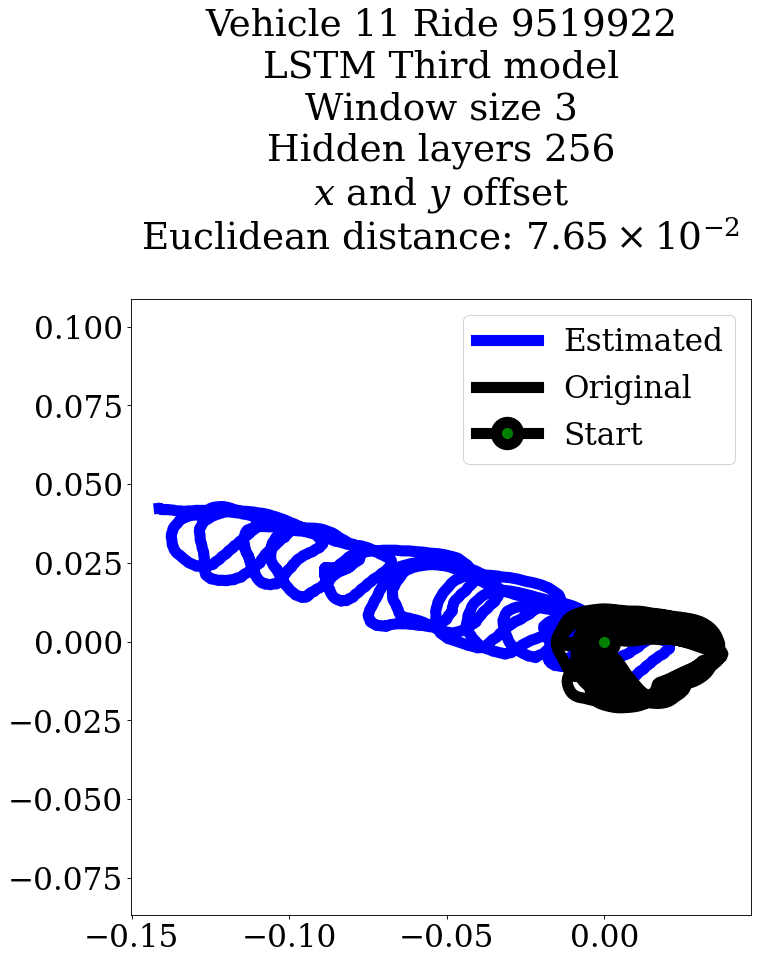 Vehicle 11 Ride 9519922
LSTM Third model
Window size 3
Hidden layers 256
x and y offset
Euclidean distance: 7.65 × 10⁻²
Estimated
Original
Start
0.100
0.075
0.050
0.025
0.000
−0.025
−0.050
−0.075
−0.15
−0.10
−0.05
0.00